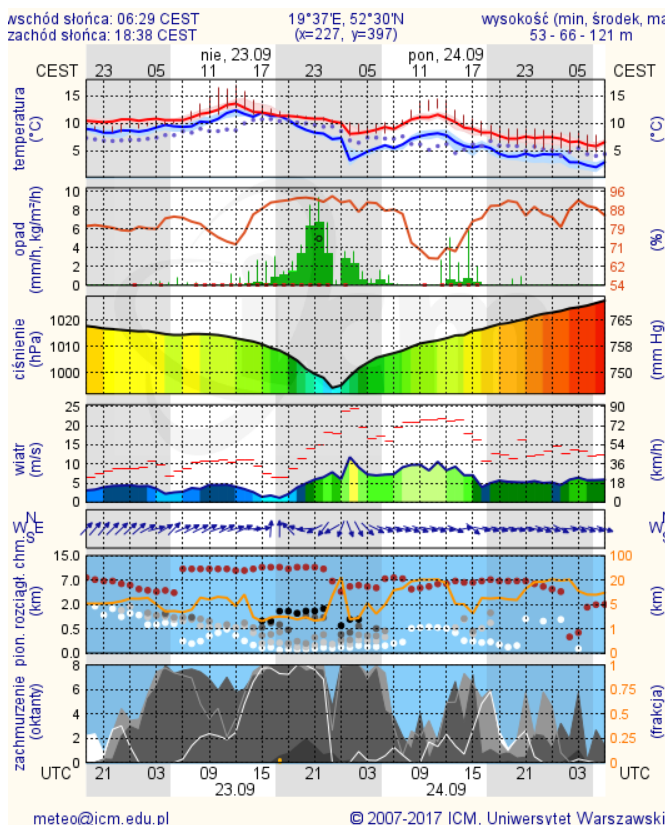 wschód słońca: 06:29 CEST 19°37'E, 52°30'N wysokość (min, środek, ma
zachód słońca: 18:38 CEST (x=227, y=397) 53 - 66 - 121 m
nie, 23.09 pon, 24.09
CEST 23 05 11 17 23 05 11 17 23 05 CEST
temperatura (°C)
15 10 5
15 10 5
opad (mm/h, kg/m²/h)
10 8 6 4 2 0
96 88 79 71 62 54
(%)
ciśnienie (hPa)
1020 1010 1000
765 758 750
(mm Hg)
wiatr (m/s)
25 20 15 10 5 0
90 72 54 36 18 0
(km/h)
N W E S
N W S
pion. rozciągł. chm. (km)
15.0 7.0 2.0 0.5 0.0
100 20 5 1 0
(km)
zachmurzenie (oktanty)
8 6 4 2 0
1 0.75 0.5 0.25 0
(frakcja)
UTC 21 03 09 15 21 03 09 15 21 03 UTC
23.09 24.09
meteo@icm.edu.pl © 2007-2017 ICM, Uniwersytet Warszawski